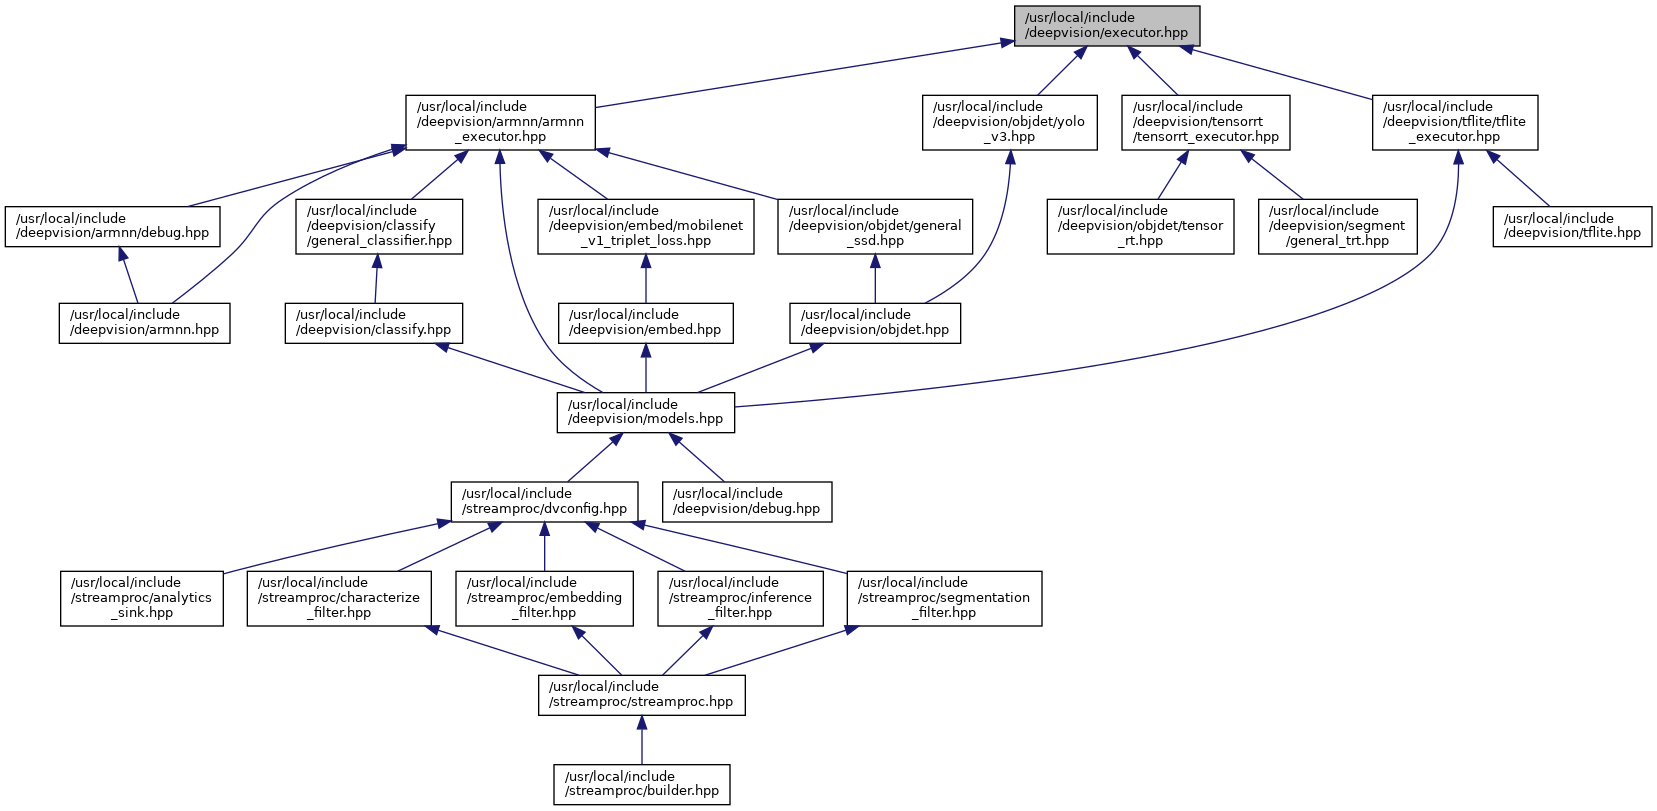 /usr/local/include
/deepvision/executor.hpp
/usr/local/include
/deepvision/armnn/armnn
_executor.hpp
/usr/local/include
/deepvision/objdet/yolo
_v3.hpp
/usr/local/include
/deepvision/tensorrt
/tensorrt_executor.hpp
/usr/local/include
/deepvision/tflite/tflite
_executor.hpp
/usr/local/include
/deepvision/armnn/debug.hpp
/usr/local/include
/deepvision/classify
/general_classifier.hpp
/usr/local/include
/deepvision/embed/mobilenet
_v1_triplet_loss.hpp
/usr/local/include
/deepvision/objdet/general
_ssd.hpp
/usr/local/include
/deepvision/objdet/tensor
_rt.hpp
/usr/local/include
/deepvision/segment
/general_trt.hpp
/usr/local/include
/deepvision/tflite.hpp
/usr/local/include
/deepvision/armnn.hpp
/usr/local/include
/deepvision/classify.hpp
/usr/local/include
/deepvision/embed.hpp
/usr/local/include
/deepvision/objdet.hpp
/usr/local/include
/deepvision/models.hpp
/usr/local/include
/streamproc/dvconfig.hpp
/usr/local/include
/deepvision/debug.hpp
/usr/local/include
/streamproc/analytics
_sink.hpp
/usr/local/include
/streamproc/characterize
_filter.hpp
/usr/local/include
/streamproc/embedding
_filter.hpp
/usr/local/include
/streamproc/inference
_filter.hpp
/usr/local/include
/streamproc/segmentation
_filter.hpp
/usr/local/include
/streamproc/streamproc.hpp
/usr/local/include
/streamproc/builder.hpp